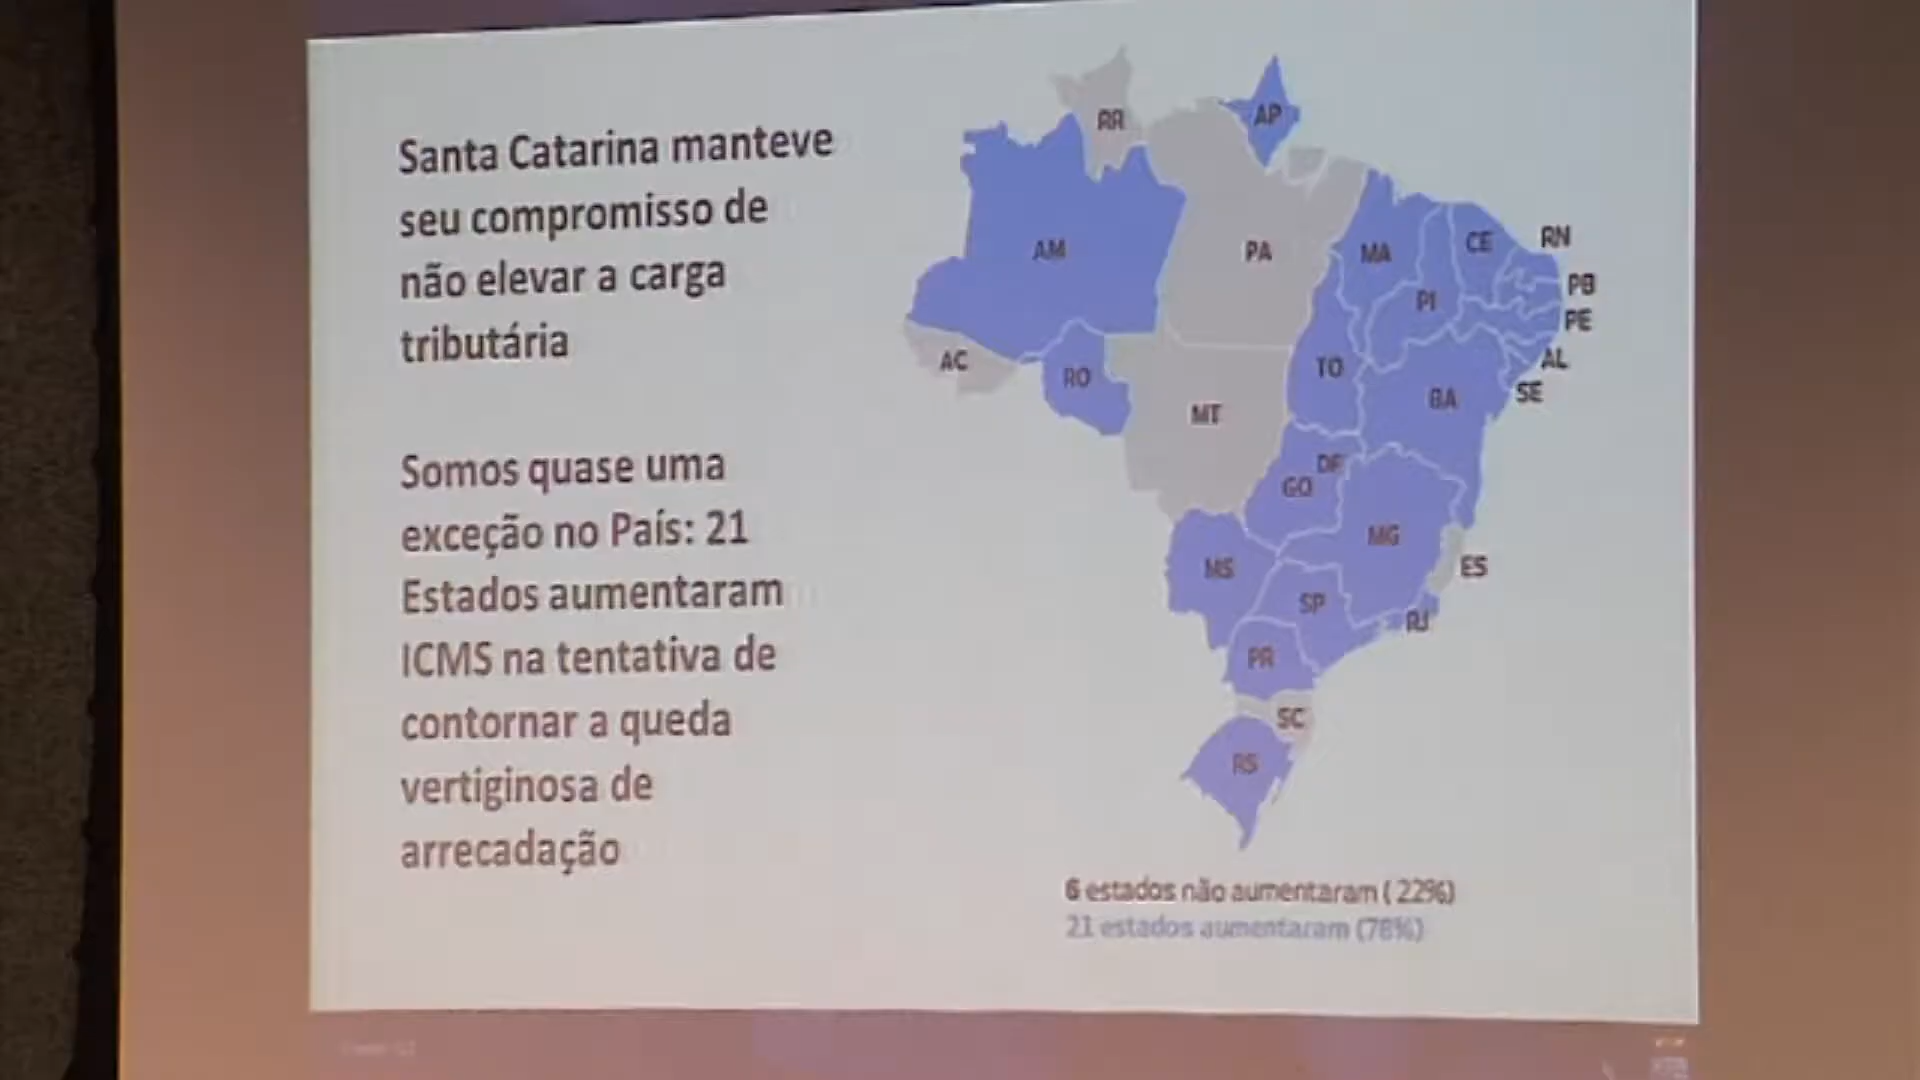 Santa Catarina manteve
seu compromisso de
não elevar a carga
tributária
Somos quase uma
exceção no País: 21
Estados aumentaram
ICMS na tentativa de
contornar a queda
vertiginosa de
arrecadação
RR
AP
AM
PA
MA
CE
RN
PB
PI
PE
AL
AC
RO
TO
SE
BA
MT
DF
GO
MG
MS
ES
SP
RJ
PR
SC
RS
6 estados não aumentaram ( 22%)
21 estados aumentaram (78%)